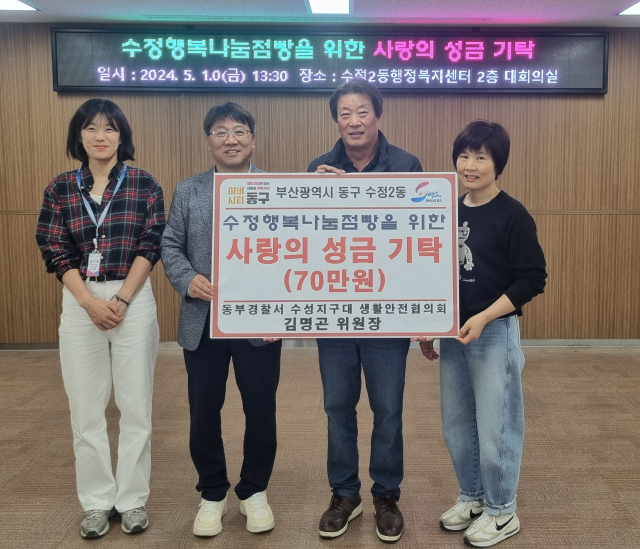 수정행복나눔점빵을 위한 사랑의 성금 기탁
일시 : 2024. 5. 1.0(금) 13:30 장소 : 수정2동행정복지센터 2층 대회의실
부산광역시 동구 수정2동
동구
수정행복나눔점빵을 위한
사랑의 성금 기탁
(70만원)
동부경찰서 수성지구대 생활안전협의회
김명곤 위원장